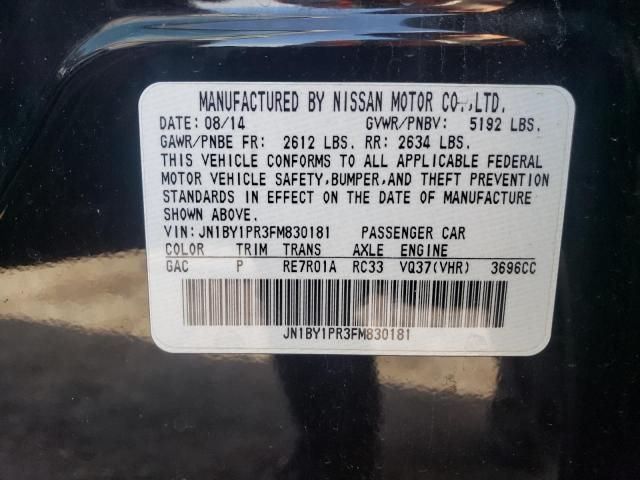 MANUFACTURED BY NISSAN MOTOR CO.,LTD.
DATE: 08/14 GVWR/PNBV: 5192 LBS.
GAWR/PNBE FR: 2612 LBS. RR: 2634 LBS.
THIS VEHICLE CONFORMS TO ALL APPLICABLE FEDERAL
MOTOR VEHICLE SAFETY,BUMPER,AND THEFT PREVENTION
STANDARDS IN EFFECT ON THE DATE OF MANUFACTURE
SHOWN ABOVE.
VIN: JN1BY1PR3FM830181 PASSENGER CAR
COLOR TRIM TRANS AXLE ENGINE
GAC P RE7R01A RC33 VQ37(VHR) 3696CC
JN1BY1PR3FM830181